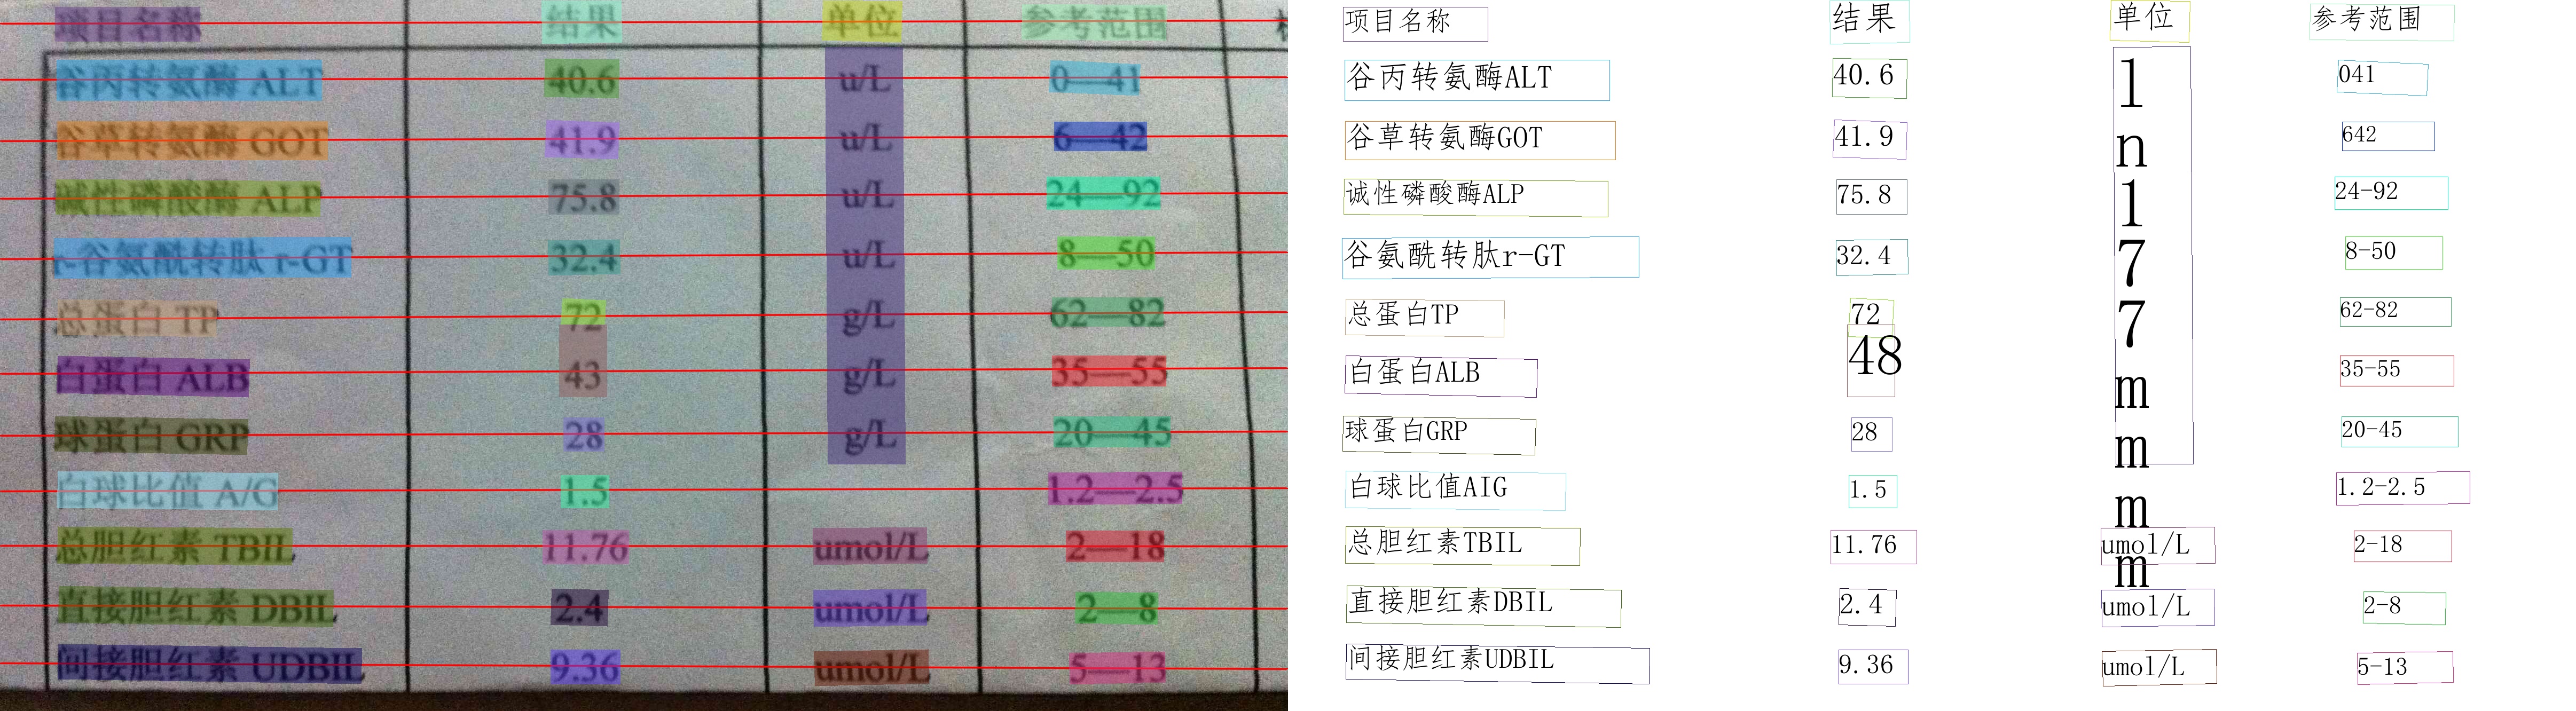 项目名称 结果 单位 参考范围
谷丙转氨酶 ALT 40.6 u/L 0—41
谷草转氨酶 GOT 41.9 u/L 6—42
碱性磷酸酶 ALP 75.8 u/L 24—92
r-谷氨酰转肽 r-GT 32.4 u/L 8—50
总蛋白 TP 72 g/L 62—82
白蛋白 ALB 43 g/L 35—55
球蛋白 GRP 28 g/L 20—45
白球比值 A/G 1.5 1.2—2.5
总胆红素 TBIL 11.76 umol/L 2—18
直接胆红素 DBIL 2.4 umol/L 2—8
间接胆红素 UDBIL 9.36 umol/L 5—13
项目名称 结果 单位 参考范围
谷丙转氨酶ALT 40.6 l 041
谷草转氨酶GOT 41.9 n 642
诚性磷酸酶ALP 75.8 l 24-92
谷氨酰转肽r-GT 32.4 7 8-50
总蛋白TP 72 7 62-82
白蛋白ALB 48 m 35-55
球蛋白GRP 28 m 20-45
白球比值AIG 1.5 m 1.2-2.5
总胆红素TBIL 11.76 umol/L m 2-18
直接胆红素DBIL 2.4 umol/L 2-8
间接胆红素UDBIL 9.36 umol/L 5-13